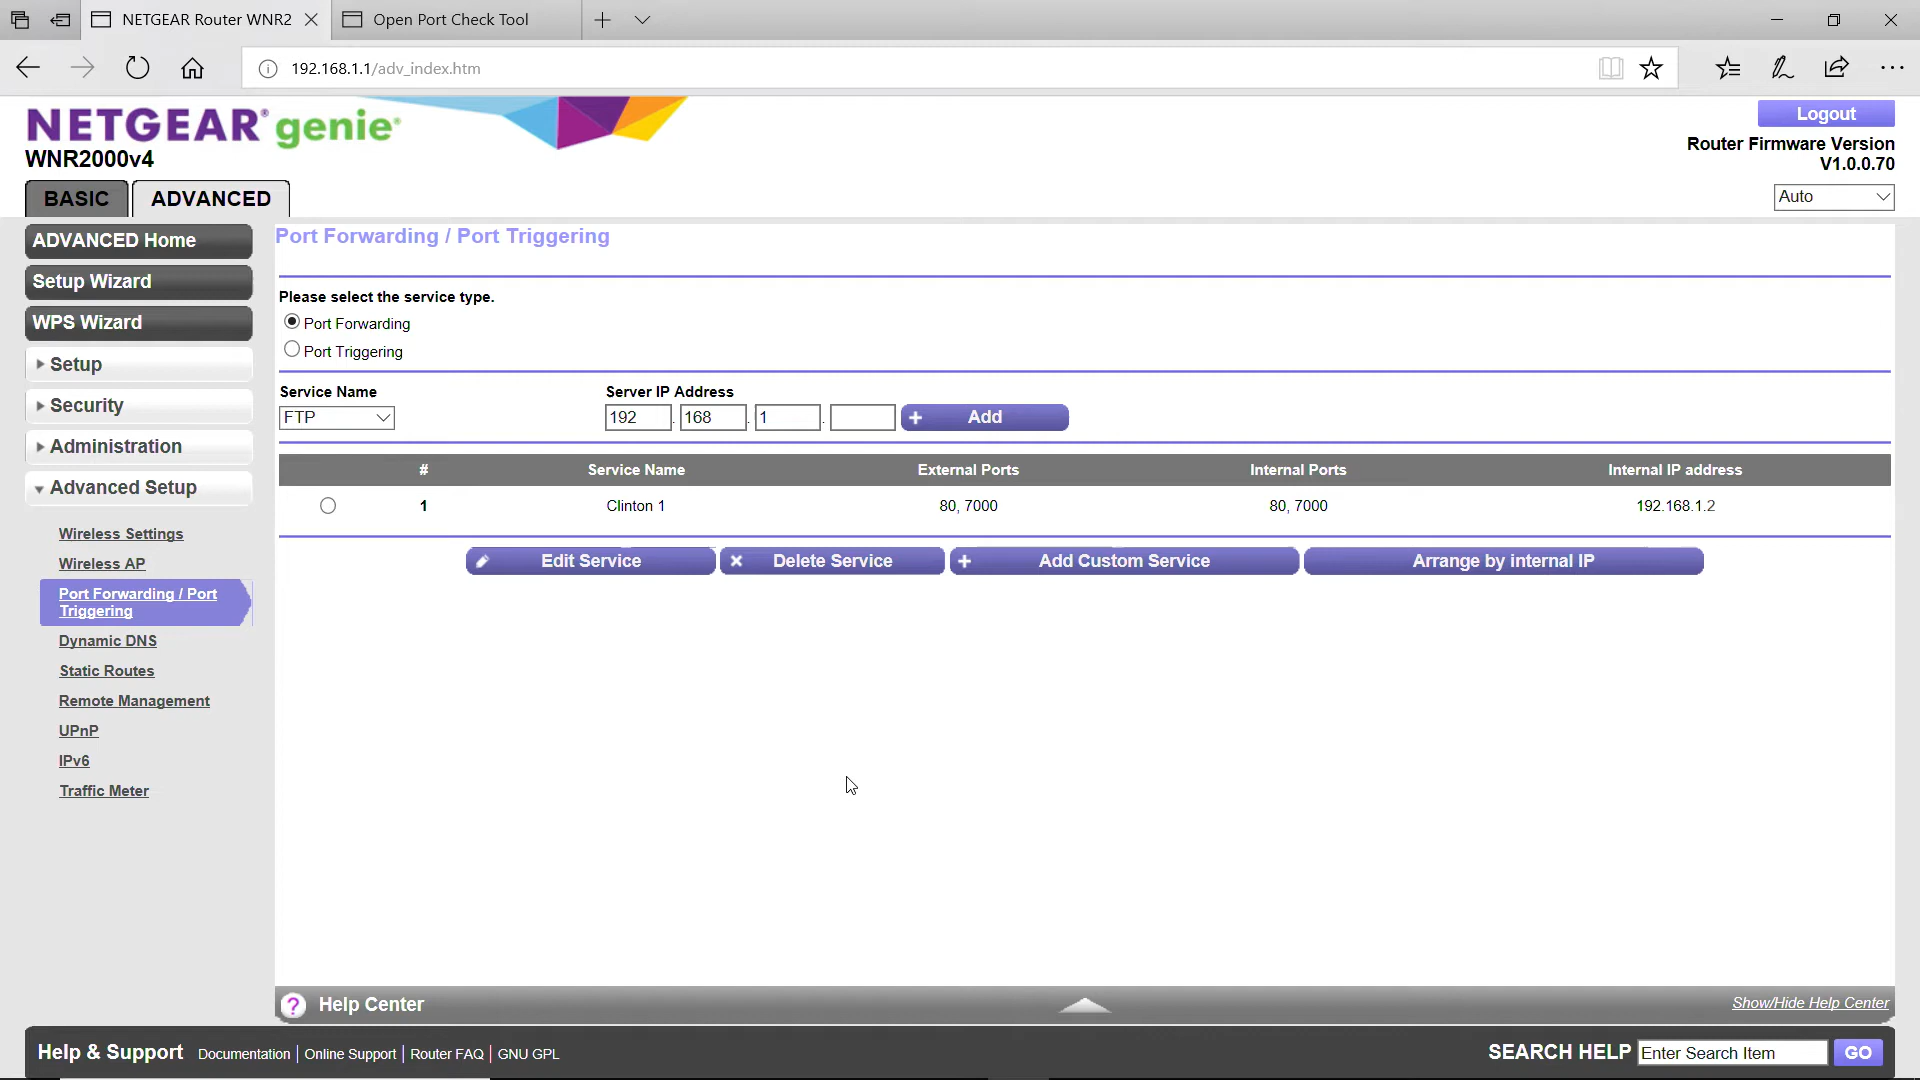 NETGEAR Router WNR2
Open Port Check Tool
192.168.1.1/adv_index.htm
NETGEAR® genie®
WNR2000v4
Logout
Router Firmware Version
V1.0.0.70
BASIC
ADVANCED
Auto
ADVANCED Home
Setup Wizard
WPS Wizard
Setup
Security
Administration
Advanced Setup
Wireless Settings
Wireless AP
Port Forwarding / Port
Triggering
Dynamic DNS
Static Routes
Remote Management
UPnP
IPv6
Traffic Meter
Port Forwarding / Port Triggering
Please select the service type.
Port Forwarding
Port Triggering
Service Name
Server IP Address
FTP
192 . 168 . 1 .
+ Add
# Service Name External Ports Internal Ports Internal IP address
1 Clinton 1 80, 7000 80, 7000 192.168.1.2
Edit Service
Delete Service
+ Add Custom Service
Arrange by internal IP
? Help Center
Show/Hide Help Center
Help & Support Documentation | Online Support | Router FAQ | GNU GPL
SEARCH HELP Enter Search Item GO